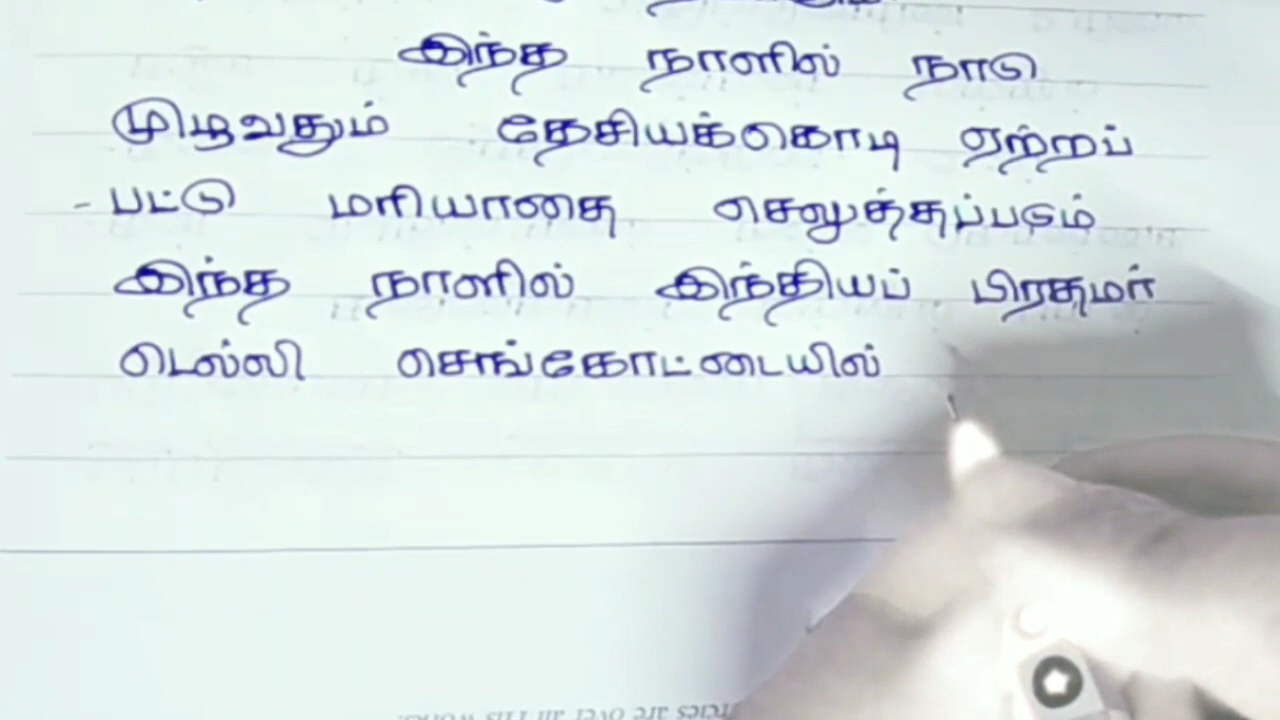 இந்த நாளில் நாடு
முழுவதும் தேசியக்கொடி ஏற்றப்
- பட்டு மரியாதை செலுத்தப்படும்
இந்த நாளில் இந்தியப் பிரதமர்
டெல்லி செங்கோட்டையில்